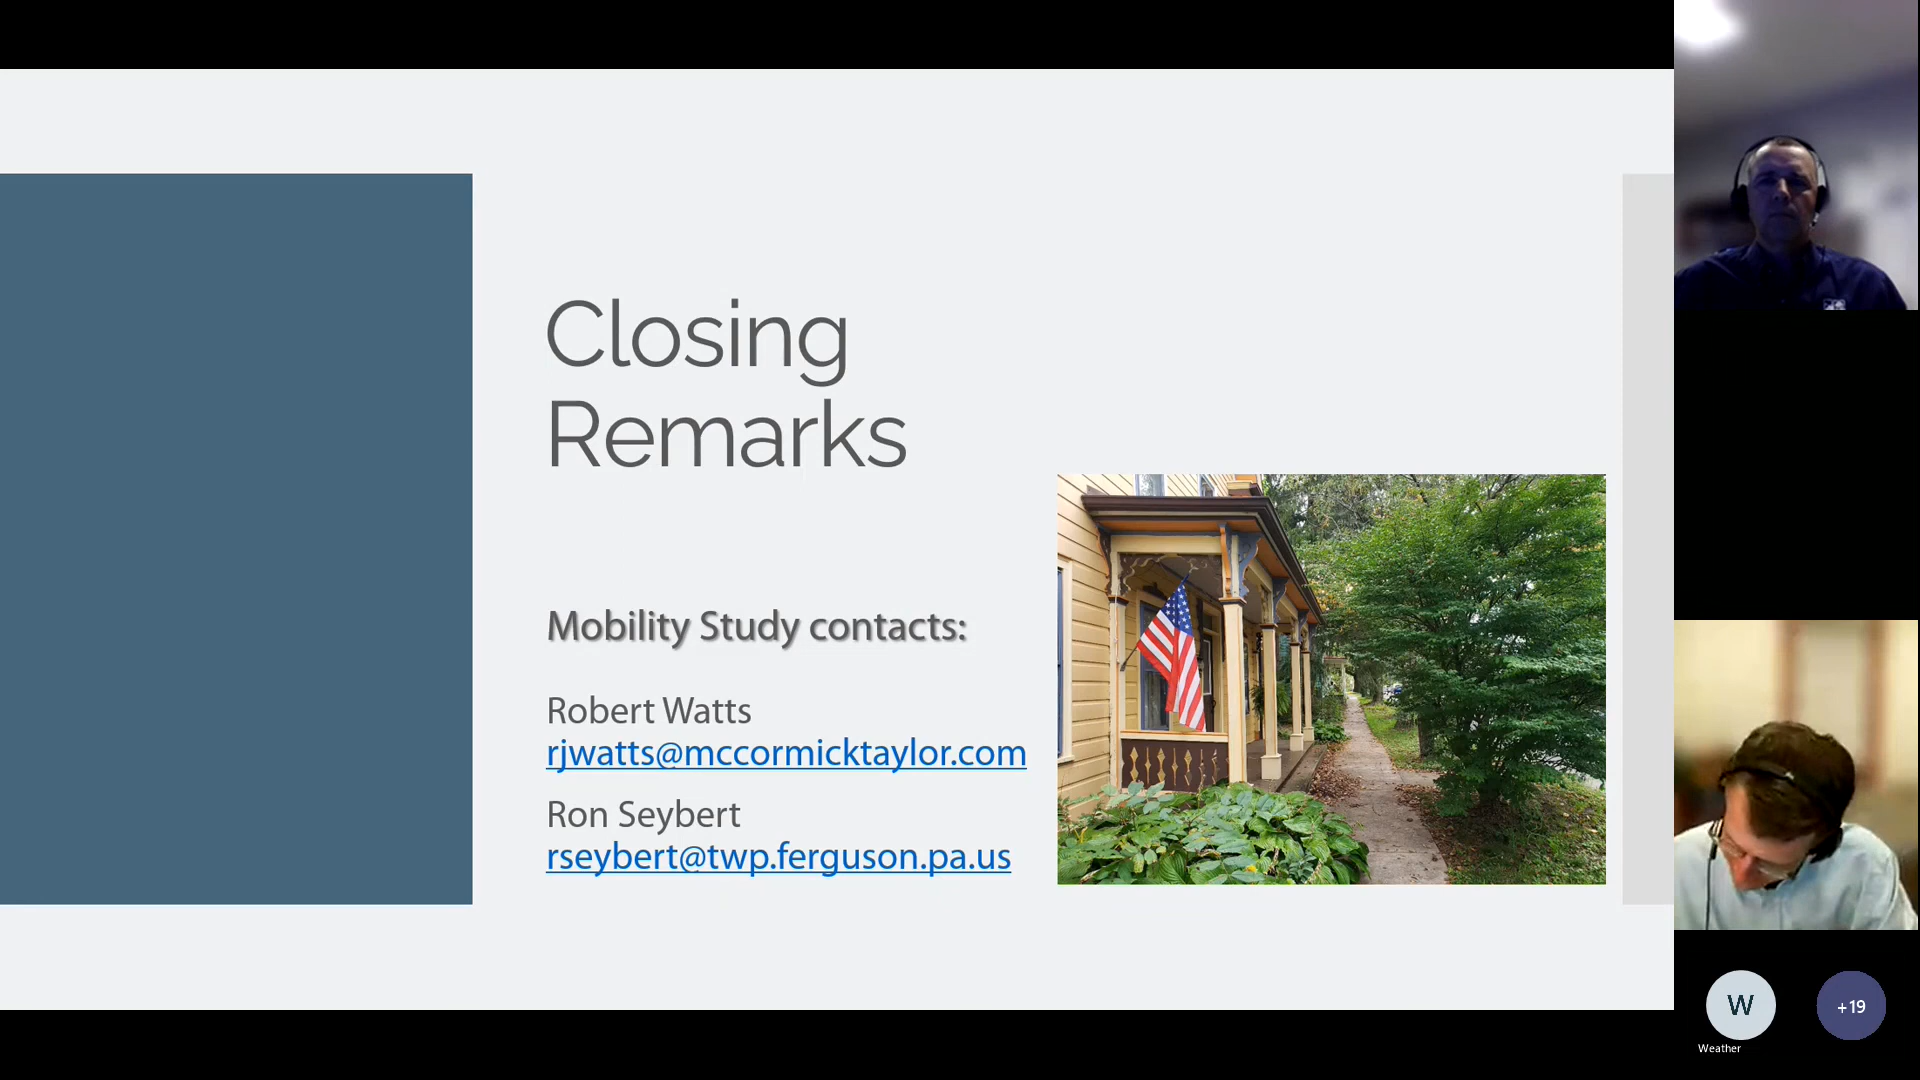 Closing
Remarks
Mobility Study contacts:
Robert Watts
rjwatts@mccormicktaylor.com
Ron Seybert
rseybert@twp.ferguson.pa.us
W
+19
Weather